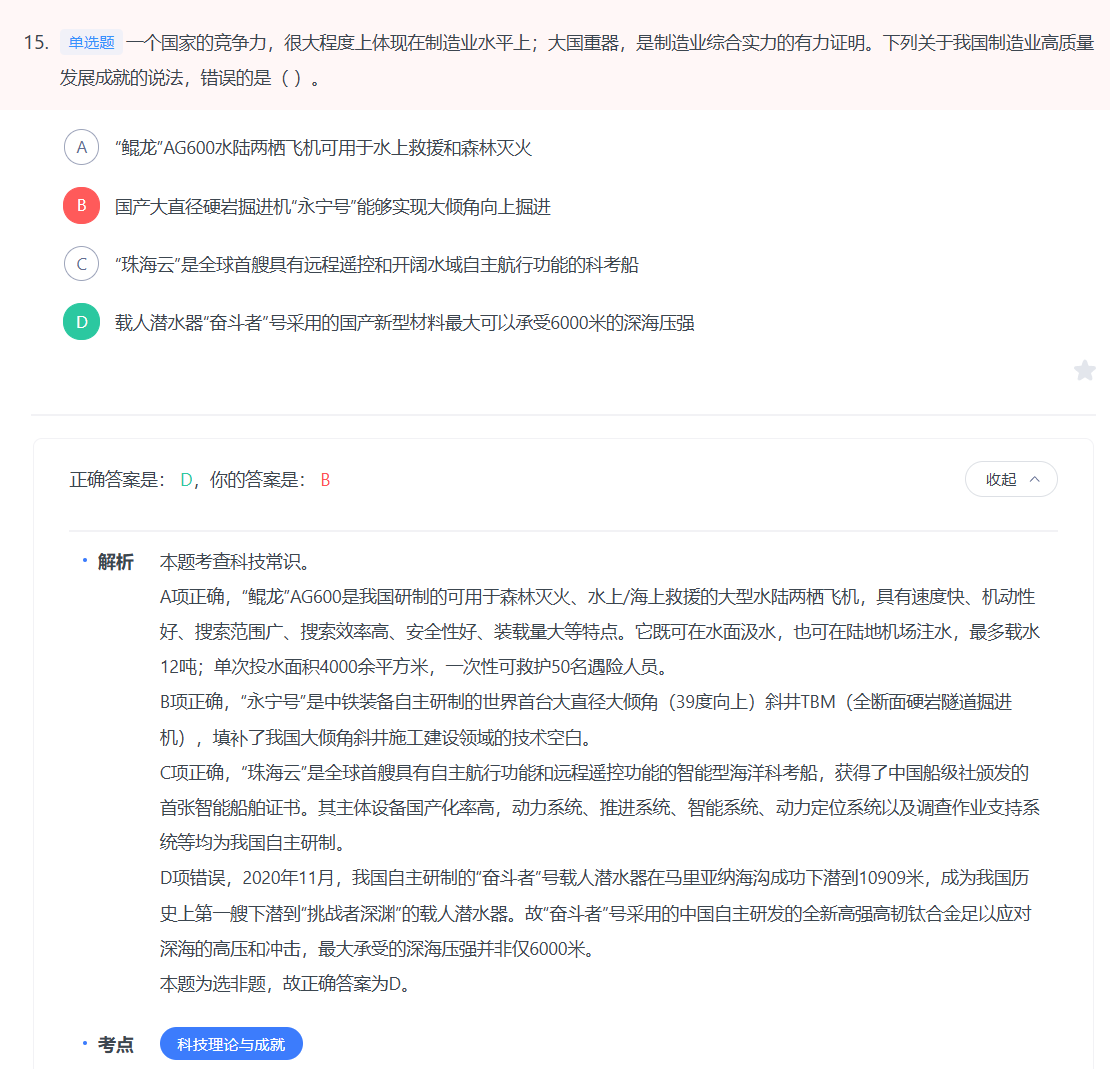 15. 单选题 一个国家的竞争力，很大程度上体现在制造业水平上；大国重器，是制造业综合实力的有力证明。下列关于我国制造业高质量
发展成就的说法，错误的是（ ）。
A “鲲龙”AG600水陆两栖飞机可用于水上救援和森林灭火
B 国产大直径硬岩掘进机“永宁号”能够实现大倾角向上掘进
C “珠海云”是全球首艘具有远程遥控和开阔水域自主航行功能的科考船
D 载人潜水器“奋斗者”号采用的国产新型材料最大可以承受6000米的深海压强
正确答案是： D，你的答案是： B
收起
解析 本题考查科技常识。
A项正确，“鲲龙”AG600是我国研制的可用于森林灭火、水上/海上救援的大型水陆两栖飞机，具有速度快、机动性
好、搜索范围广、搜索效率高、安全性好、装载量大等特点。它既可在水面汲水，也可在陆地机场注水，最多载水
12吨；单次投水面积4000余平方米，一次性可救护50名遇险人员。
B项正确，“永宁号”是中铁装备自主研制的世界首台大直径大倾角（39度向上）斜井TBM（全断面硬岩隧道掘进
机），填补了我国大倾角斜井施工建设领域的技术空白。
C项正确，“珠海云”是全球首艘具有自主航行功能和远程遥控功能的智能型海洋科考船，获得了中国船级社颁发的
首张智能船舶证书。其主体设备国产化率高，动力系统、推进系统、智能系统、动力定位系统以及调查作业支持系
统等均为我国自主研制。
D项错误，2020年11月，我国自主研制的“奋斗者”号载人潜水器在马里亚纳海沟成功下潜到10909米，成为我国历
史上第一艘下潜到“挑战者深渊”的载人潜水器。故“奋斗者”号采用的中国自主研发的全新高强高韧钛合金足以应对
深海的高压和冲击，最大承受的深海压强并非仅6000米。
本题为选非题，故正确答案为D。
考点 科技理论与成就